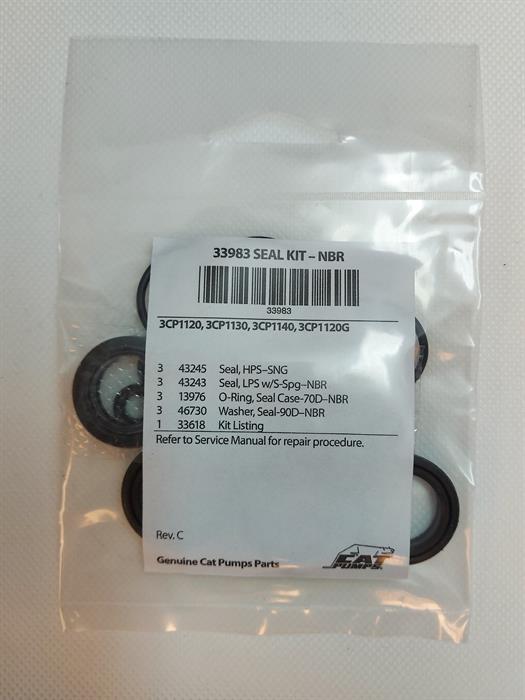 33983 SEAL KIT – NBR
33983
3CP1120, 3CP1130, 3CP1140, 3CP1120G
3 43245 Seal, HPS–SNG
3 43243 Seal, LPS w/S-Spg–NBR
3 13976 O-Ring, Seal Case-70D–NBR
3 46730 Washer, Seal-90D–NBR
1 33618 Kit Listing
Refer to Service Manual for repair procedure.
Rev. C
Genuine Cat Pumps Parts
CAT
PUMPS